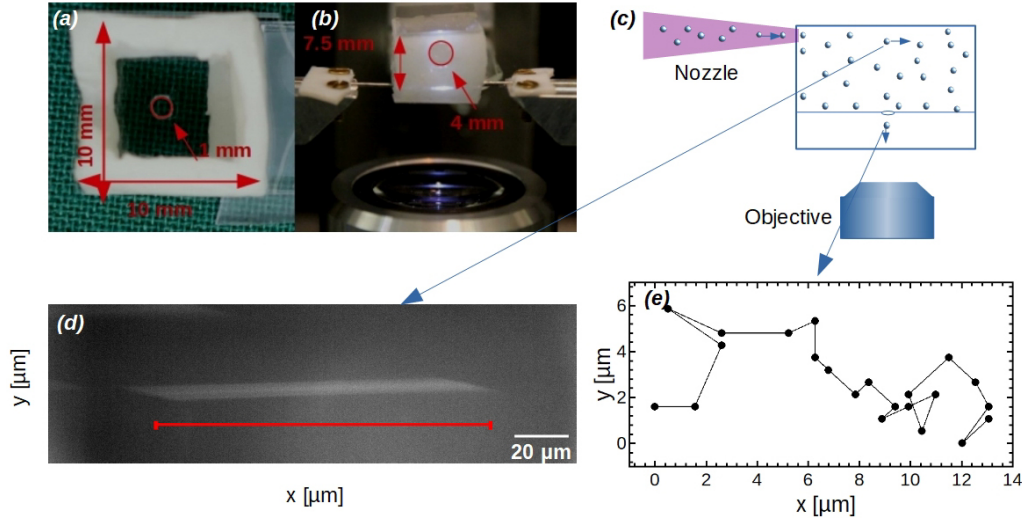 (a)
10 mm
1 mm
10 mm
(b)
7.5 mm
4 mm
(c)
Nozzle
Objective
(d)
y [µm]
20 µm
x [µm]
(e)
y [µm]
6
4
2
0
0 2 4 6 8 10 12 14
x [µm]